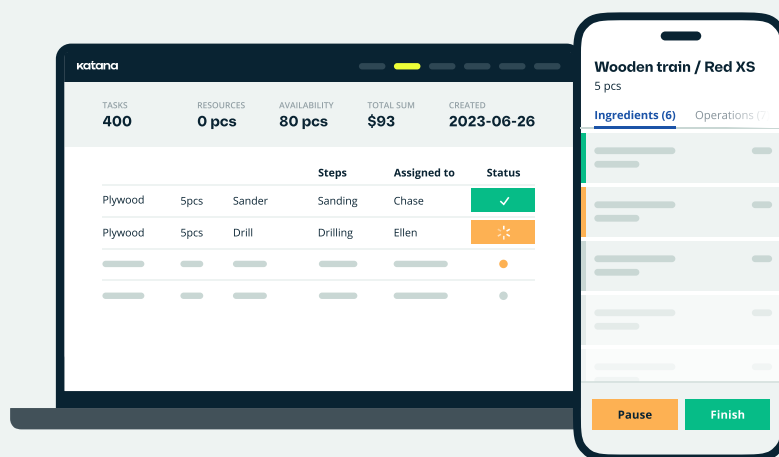 Katana
TASKS RESOURCES AVAILABILITY TOTAL SUM CREATED
400 0 pcs 80 pcs $93 2023-06-26
Steps Assigned to Status
Plywood 5pcs Sander Sanding Chase
Plywood 5pcs Drill Drilling Ellen
Wooden train / Red XS
5 pcs
Ingredients (6) Operations (7
Pause Finish